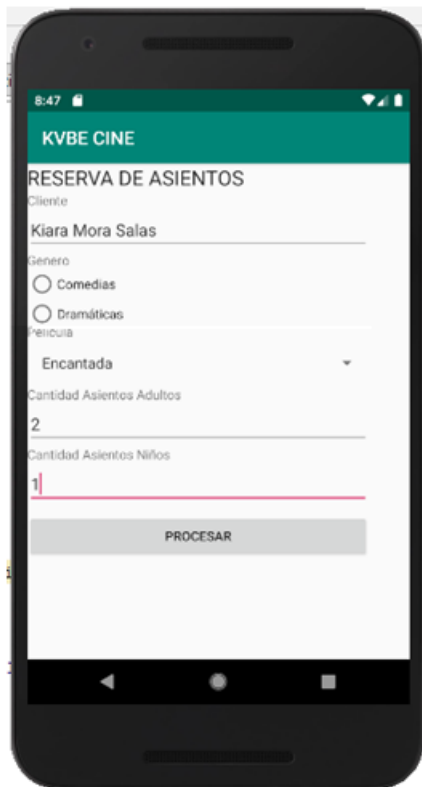 8:47
KVBE CINE
RESERVA DE ASIENTOS
Cliente
Kiara Mora Salas
Genero
Comedias
Dramáticas
Pelicula
Encantada
Cantidad Asientos Adultos
2
Cantidad Asientos Niños
1
PROCESAR